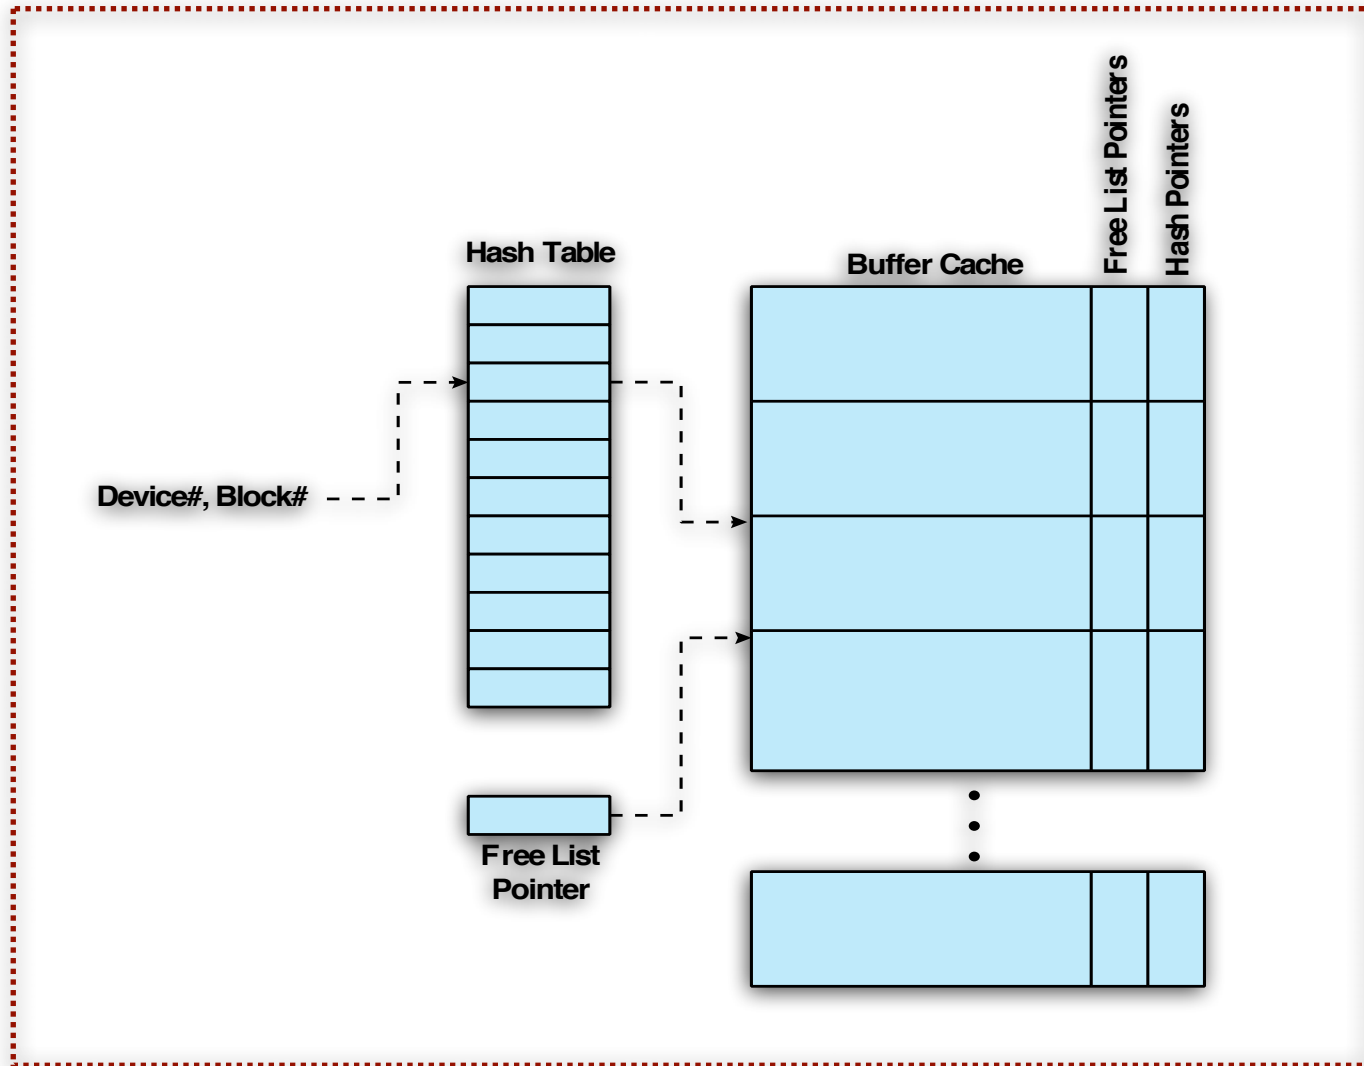 Free List Pointers
Hash Pointers
Hash Table
Buffer Cache
Device#, Block#
Free List
Pointer